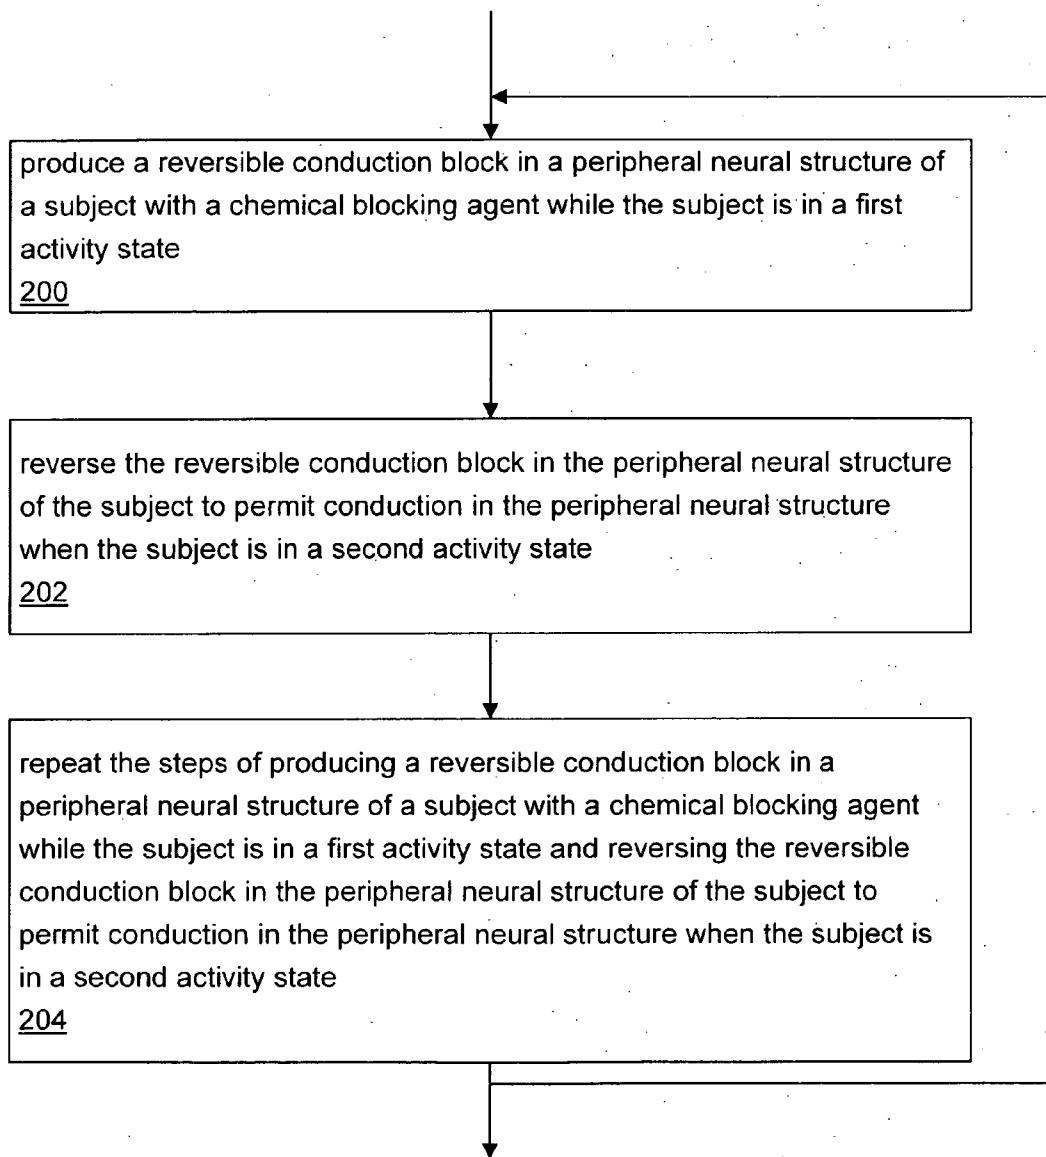 produce a reversible conduction block in a peripheral neural structure of
a subject with a chemical blocking agent while the subject is in a first
activity state
200
reverse the reversible conduction block in the peripheral neural structure
of the subject to permit conduction in the peripheral neural structure
when the subject is in a second activity state
202
repeat the steps of producing a reversible conduction block in a
peripheral neural structure of a subject with a chemical blocking agent
while the subject is in a first activity state and reversing the reversible
conduction block in the peripheral neural structure of the subject to
permit conduction in the peripheral neural structure when the subject is
in a second activity state
204